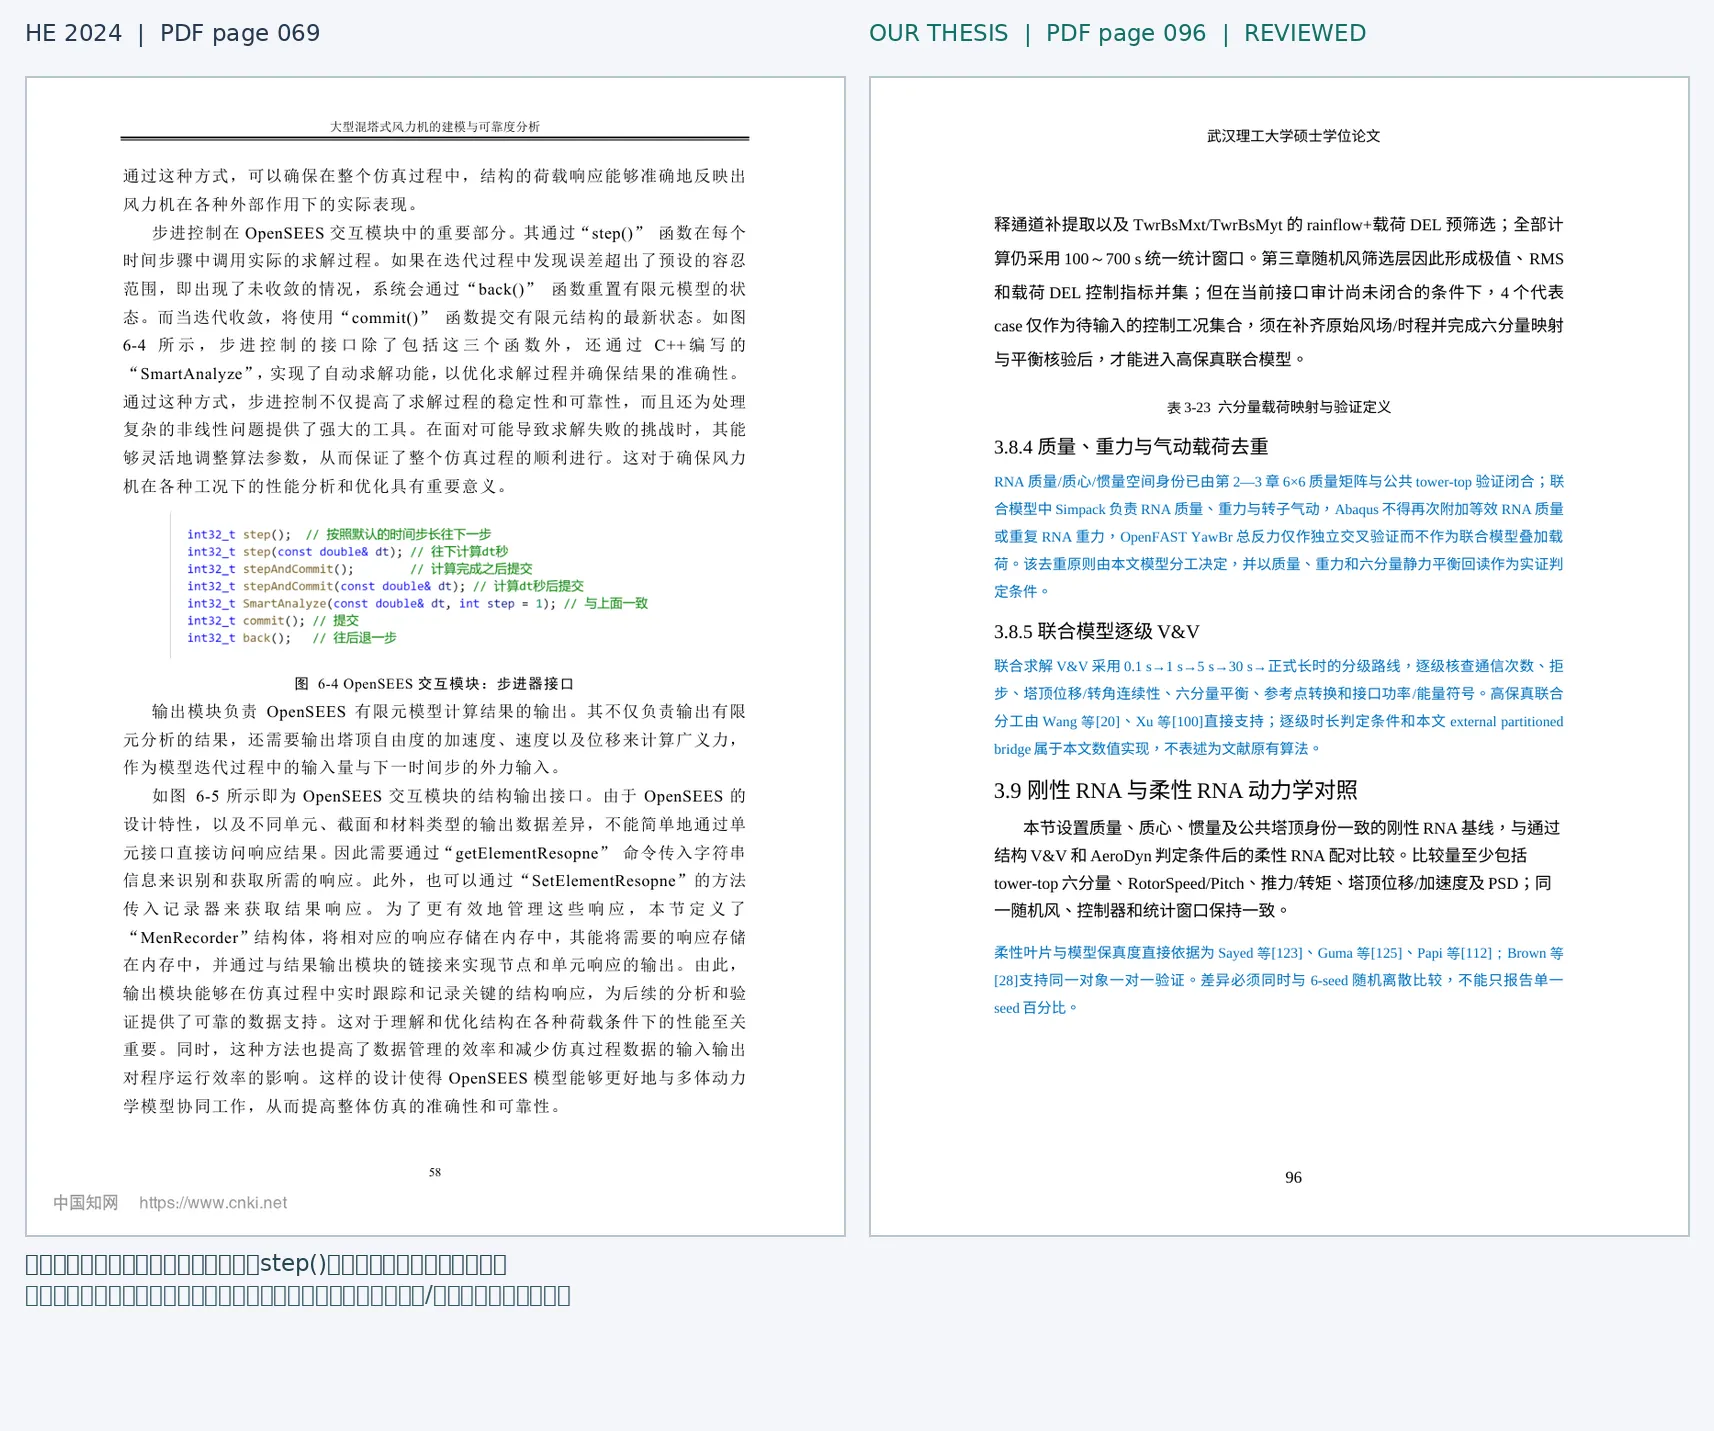 HE 2024 | PDF page 069
大型混塔式风力机的建模与可靠度分析
通过这种方式，可以确保在整个仿真过程中，结构的荷载响应能够准确地反映出
风力机在各种外部作用下的实际表现。
步进控制在 OpenSEES 交互模块中的重要部分。其通过“step()” 函数在每个
时间步骤中调用实际的求解过程。如果在迭代过程中发现误差超出了预设的容忍
范围，即出现了未收敛的情况，系统会通过“back()” 函数重置有限元模型的状
态。而当迭代收敛，将使用“commit()” 函数提交有限元结构的最新状态。如图
6-4 所示，步进控制的接口除了包括这三个函数外，还通过 C++编写的
“SmartAnalyze”，实现了自动求解功能，以优化求解过程并确保结果的准确性。
通过这种方式，步进控制不仅提高了求解过程的稳定性和可靠性，而且还为处理
复杂的非线性问题提供了强大的工具。在面对可能导致求解失败的挑战时，其能
够灵活地调整算法参数，从而保证了整个仿真过程的顺利进行。这对于确保风力
机在各种工况下的性能分析和优化具有重要意义。
int32_t step(); // 按照默认的时间步长往下一步
int32_t step(const double& dt); // 往下计算dt秒
int32_t stepAndCommit(); // 计算完成之后提交
int32_t stepAndCommit(const double& dt); // 计算dt秒后提交
int32_t SmartAnalyze(const double& dt, int step = 1); // 与上面一致
int32_t commit(); // 提交
int32_t back(); // 往后退一步
图 6-4 OpenSEES 交互模块：步进器接口
输出模块负责 OpenSEES 有限元模型计算结果的输出。其不仅负责输出有限
元分析的结果，还需要输出塔顶自由度的加速度、速度以及位移来计算广义力，
作为模型迭代过程中的输入量与下一时间步的外力输入。
如图 6-5 所示即为 OpenSEES 交互模块的结构输出接口。由于 OpenSEES 的
设计特性，以及不同单元、截面和材料类型的输出数据差异，不能简单地通过单
元接口直接访问响应结果。因此需要通过“getElementResopne” 命令传入字符串
信息来识别和获取所需的响应。此外，也可以通过“SetElementResopne”的方法
传入记录器来获取结果响应。为了更有效地管理这些响应，本节定义了
“MenRecorder”结构体，将相对应的响应存储在内存中，其能将需要的响应存储
在内存中，并通过与结果输出模块的链接来实现节点和单元响应的输出。由此，
输出模块能够在仿真过程中实时跟踪和记录关键的结构响应，为后续的分析和验
证提供了可靠的数据支持。这对于理解和优化结构在各种荷载条件下的性能至关
重要。同时，这种方法也提高了数据管理的效率和减少仿真过程数据的输入输出
对程序运行效率的影响。这样的设计使得 OpenSEES 模型能够更好地与多体动力
学模型协同工作，从而提高整体仿真的准确性和可靠性。
58
中国知网 https://www.cnki.net
OUR THESIS | PDF page 096 | REVIEWED
武汉理工大学硕士学位论文
释通道补提取以及 TwrBsMxt/TwrBsMyt 的 rainflow+载荷 DEL 预筛选；全部计
算仍采用 100～700 s 统一统计窗口。第三章随机风筛选层因此形成极值、RMS
和载荷 DEL 控制指标并集；但在当前接口审计尚未闭合的条件下，4 个代表
case 仅作为待输入的控制工况集合，须在补齐原始风场/时程并完成六分量映射
与平衡核验后，才能进入高保真联合模型。
表 3-23 六分量载荷映射与验证定义
3.8.4 质量、重力与气动载荷去重
RNA 质量/质心/惯量空间身份已由第 2—3 章 6×6 质量矩阵与公共 tower-top 验证闭合；联
合模型中 Simpack 负责 RNA 质量、重力与转子气动，Abaqus 不得再次附加等效 RNA 质量
或重复 RNA 重力，OpenFAST YawBr 总反力仅作独立交叉验证而不作为联合模型叠加载
荷。该去重原则由本文模型分工决定，并以质量、重力和六分量静力平衡回读作为实证判
定条件。
3.8.5 联合模型逐级 V&V
联合求解 V&V 采用 0.1 s→1 s→5 s→30 s→正式长时的分级路线，逐级核查通信次数、拒
步、塔顶位移/转角连续性、六分量平衡、参考点转换和接口功率/能量符号。高保真联合
分工由 Wang 等[20]、Xu 等[100]直接支持；逐级时长判定条件和本文 external partitioned
bridge 属于本文数值实现，不表述为文献原有算法。
3.9 刚性 RNA 与柔性 RNA 动力学对照
本节设置质量、质心、惯量及公共塔顶身份一致的刚性 RNA 基线，与通过
结构 V&V 和 AeroDyn 判定条件后的柔性 RNA 配对比较。比较量至少包括
tower-top 六分量、RotorSpeed/Pitch、推力/转矩、塔顶位移/加速度及 PSD；同
一随机风、控制器和统计窗口保持一致。
柔性叶片与模型保真度直接依据为 Sayed 等[123]、Guma 等[125]、Papi 等[112]；Brown 等
[28]支持同一对象一对一验证。差异必须同时与 6-seed 随机离散比较，不能只报告单一
seed 百分比。
96
step()
/